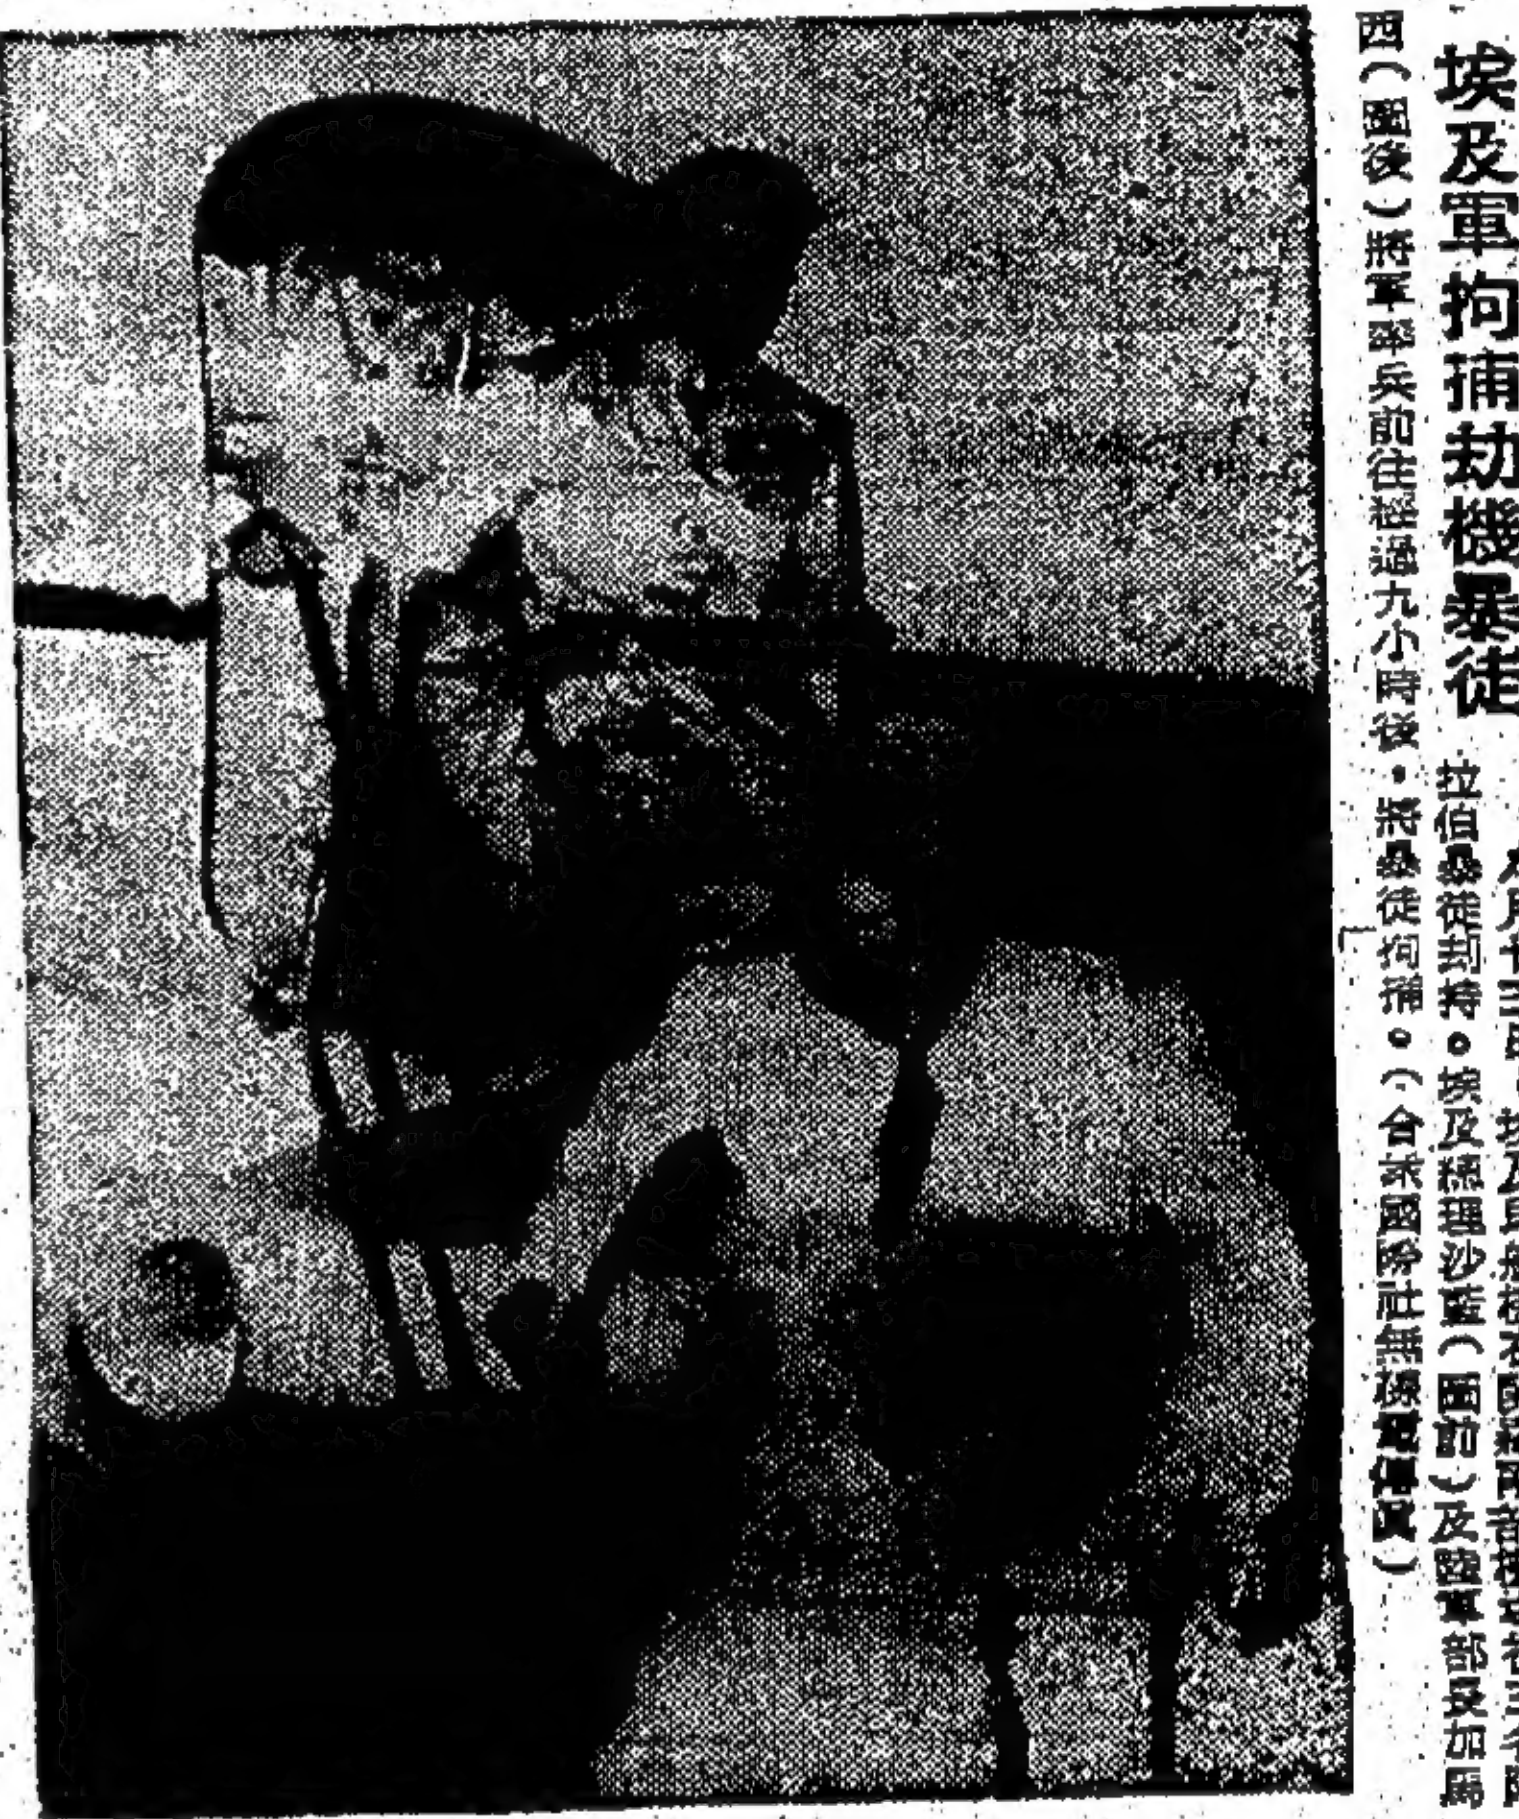 埃及軍拘捕劫機暴徒
拉伯暴徒刦持。埃及總理沙藍(圖前)及陸軍部長加馬
西(圖後)將軍率兵前往經過九小時後,將暴徒拘捕。(合衆國際社無線電傳真)